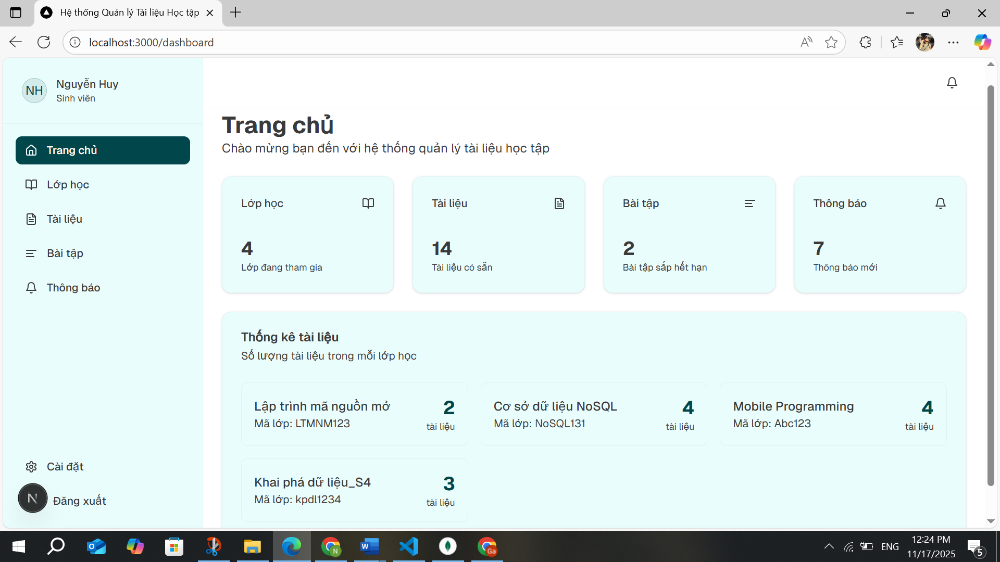 Hệ thống Quản lý Tài liệu Học tập
localhost:3000/dashboard
NH
Nguyễn Huy
Sinh viên
Trang chủ
Lớp học
Tài liệu
Bài tập
Thông báo
Cài đặt
N
Đăng xuất
Trang chủ
Chào mừng bạn đến với hệ thống quản lý tài liệu học tập
Lớp học
4
Lớp đang tham gia
Tài liệu
14
Tài liệu có sẵn
Bài tập
2
Bài tập sắp hết hạn
Thông báo
7
Thông báo mới
Thống kê tài liệu
Số lượng tài liệu trong mỗi lớp học
Lập trình mã nguồn mở
Mã lớp: LTMNM123
2
tài liệu
Cơ sở dữ liệu NoSQL
Mã lớp: NoSQL131
4
tài liệu
Mobile Programming
Mã lớp: Abc123
4
tài liệu
Khai phá dữ liệu_S4
Mã lớp: kpdl1234
3
tài liệu
N
W
Ga
ENG
12:24 PM
11/17/2025
5